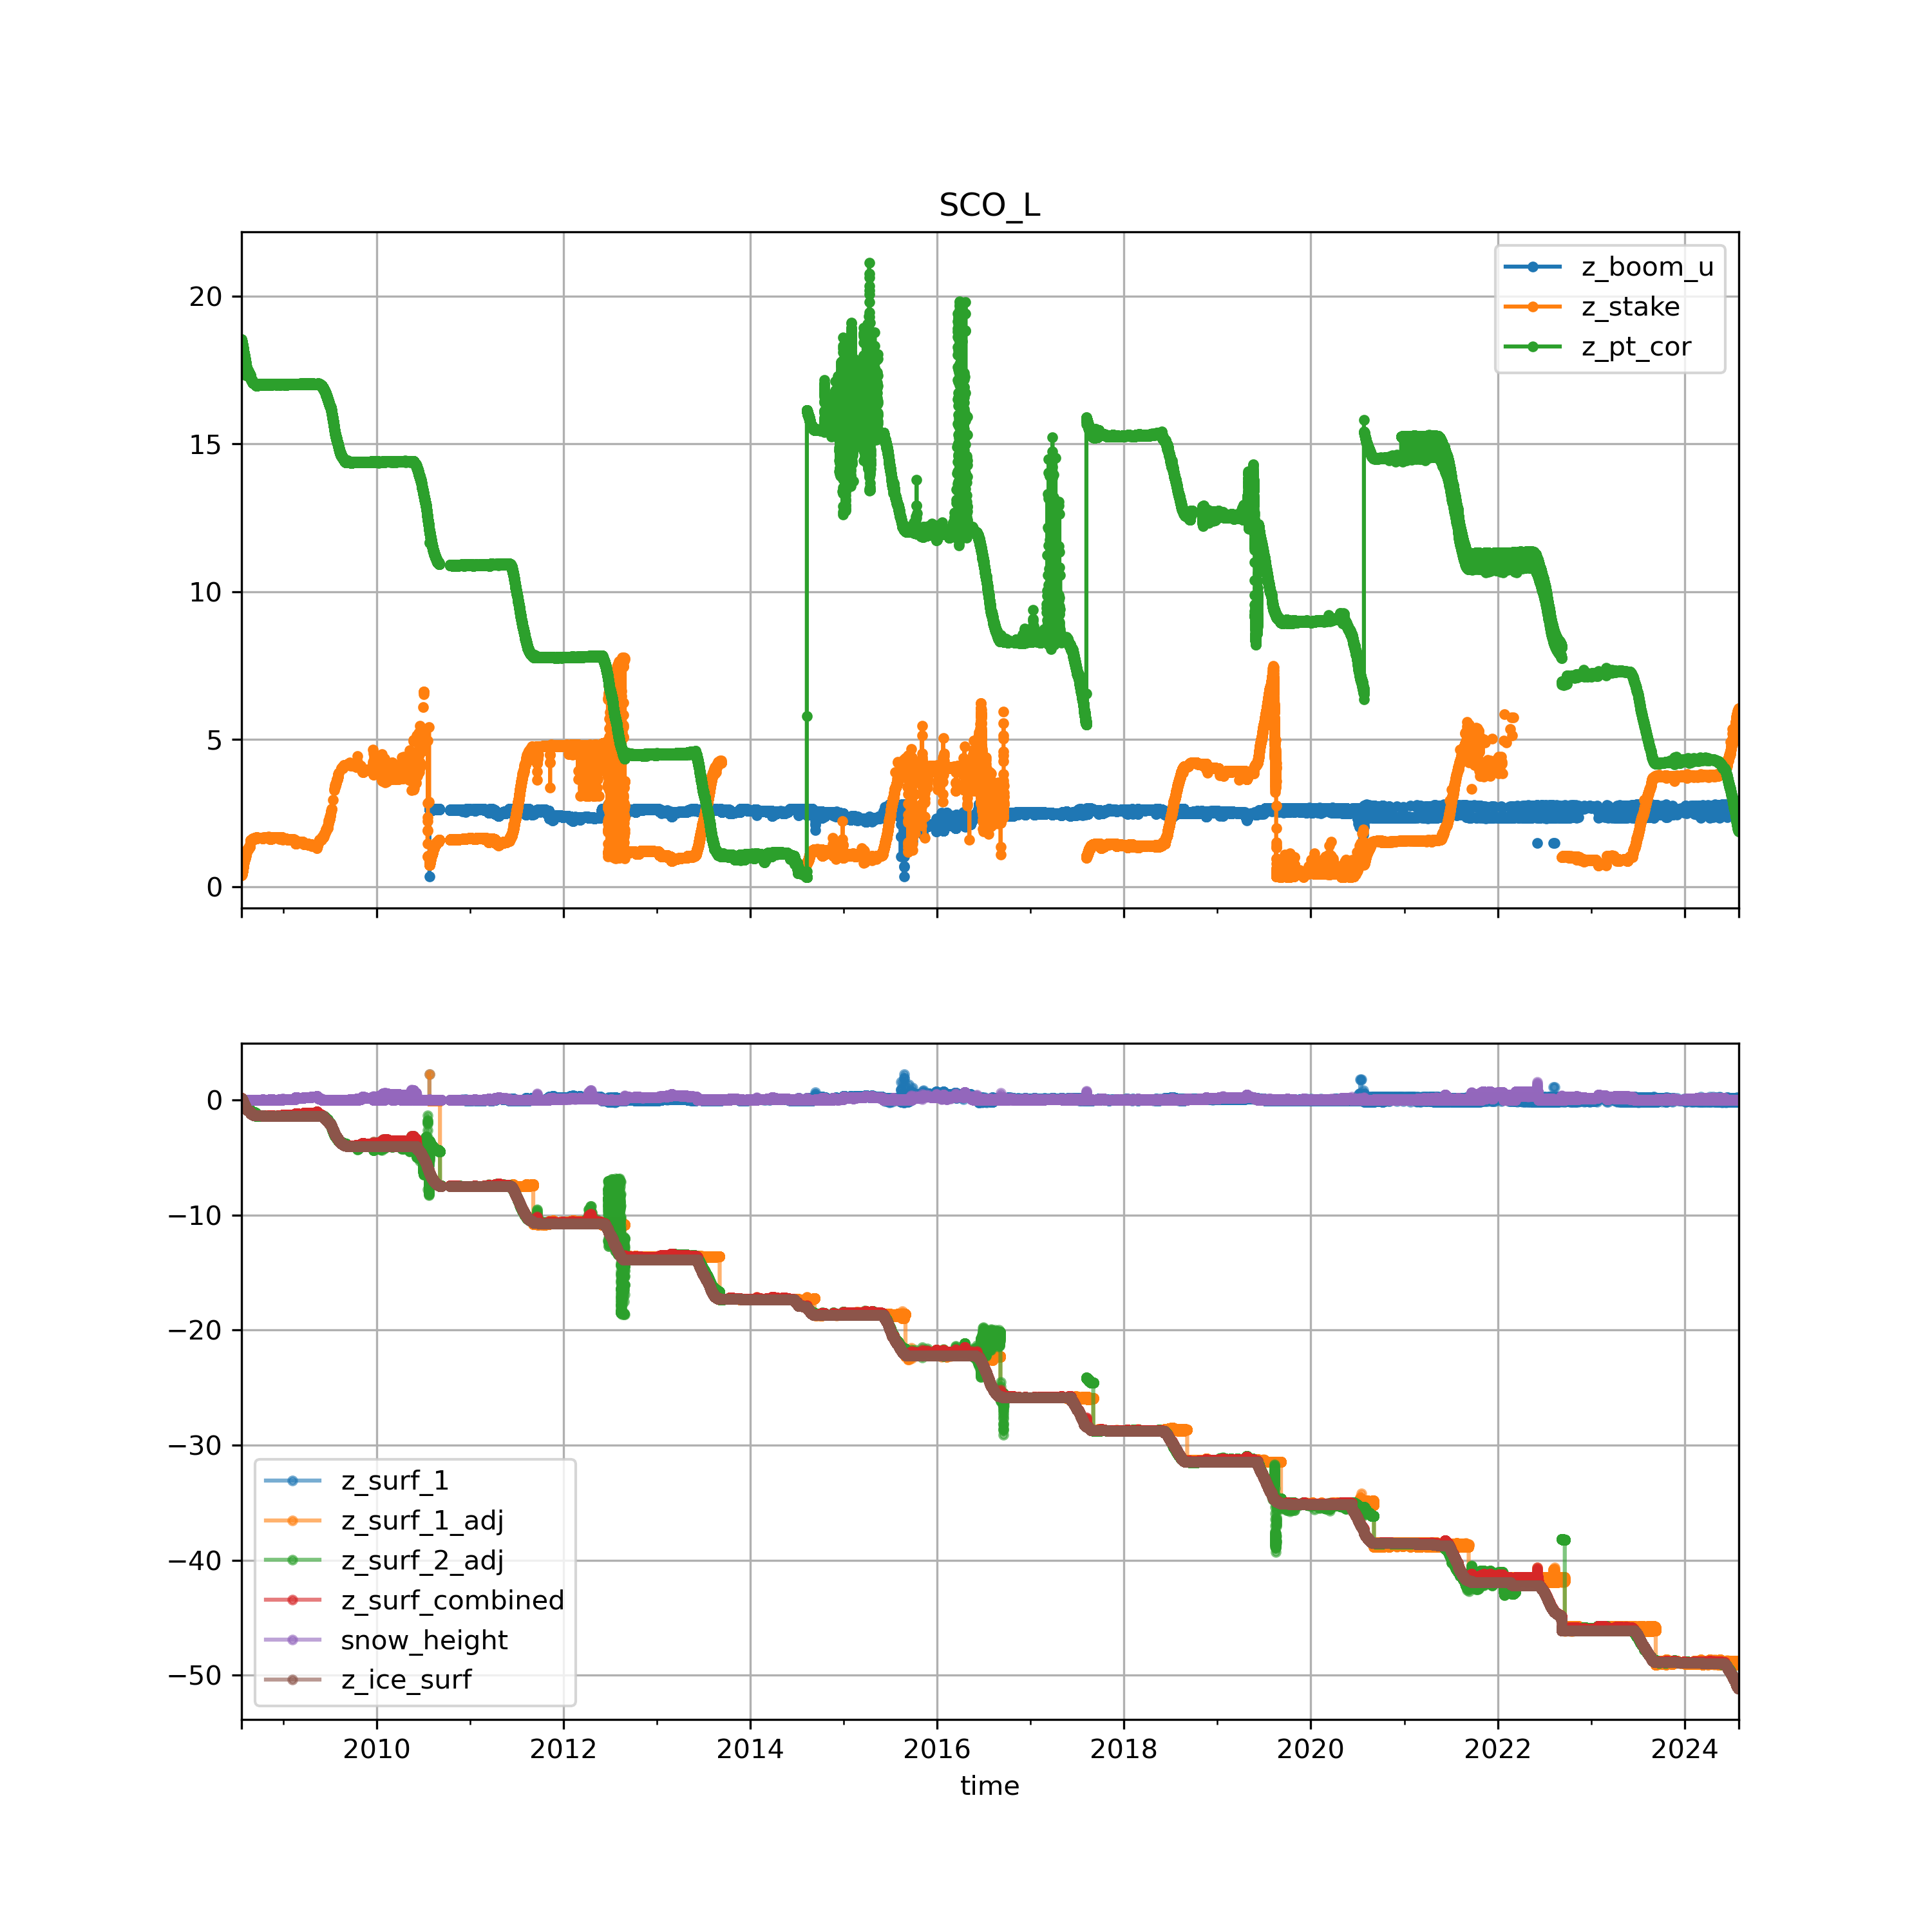 SCO_L
z_boom_u
z_stake
z_pt_cor
20
15
10
5
0
0
−10
−20
−30
−40
−50
z_surf_1
z_surf_1_adj
z_surf_2_adj
z_surf_combined
snow_height
z_ice_surf
2010 2012 2014 2016 2018 2020 2022 2024
time